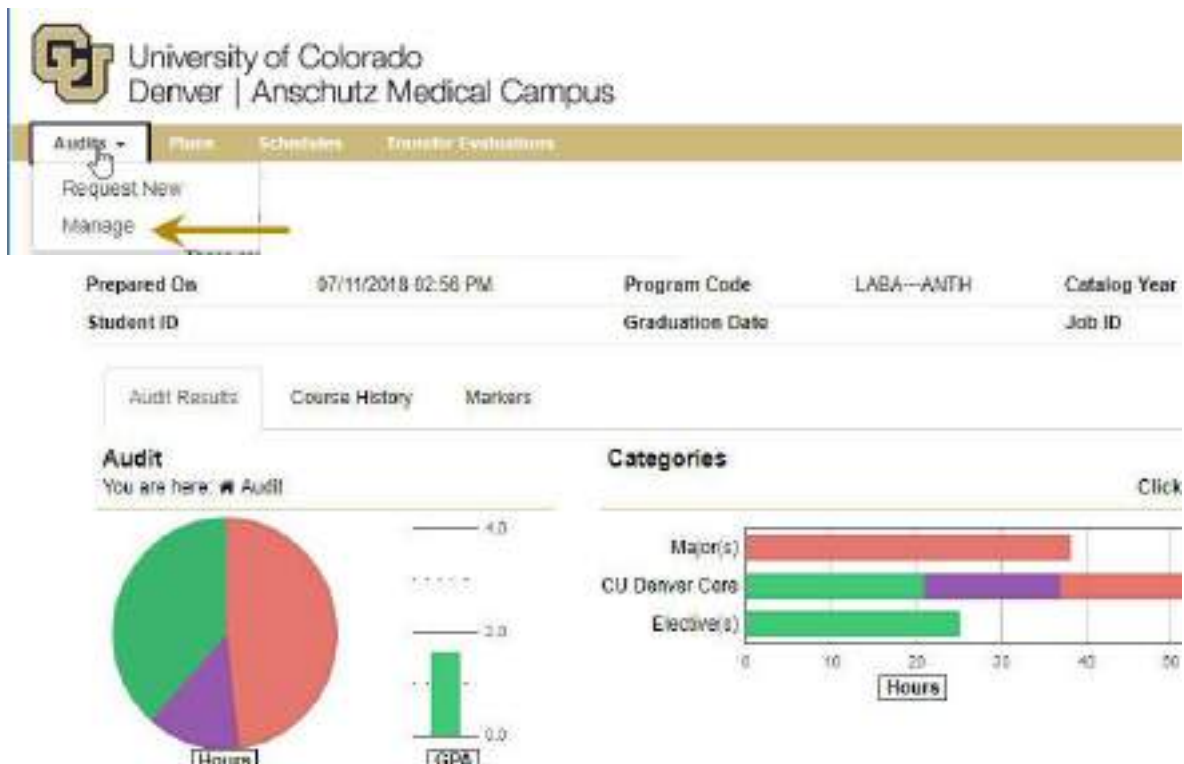 CU
University of Colorado
Denver | Anschutz Medical Campus
Audits Plans Schedules Transfer Evaluations
Request New
Manage
Prepared On 07/11/2018 02:56 PM Program Code LABA---ANTH Catalog Year
Student ID Graduation Date Job ID
Audit Results Course History Markers
Audit Categories
You are here: Audit Click
4.0
Major(s)
CU Denver Core
2.0
Elective(s)
0 10 20 30 40 50
Hours
0.0
Hours GPA